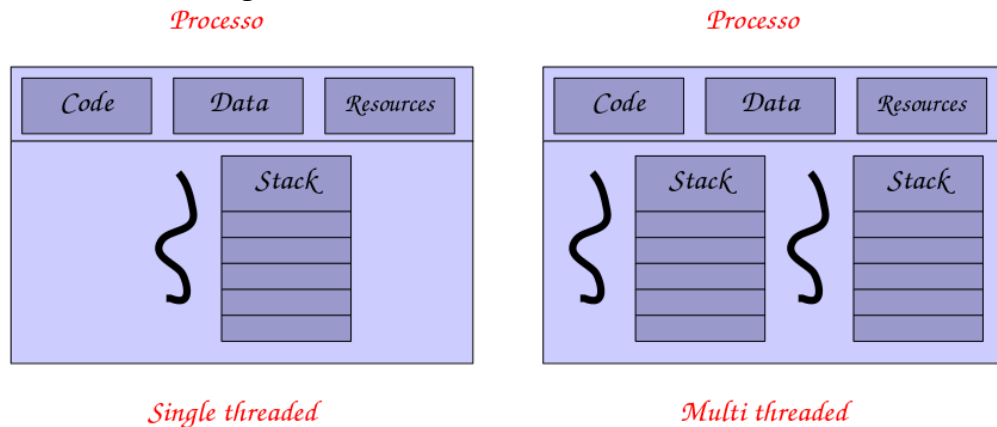 Processo
Processo
Code Data Resources
Code Data Resources
Stack
Stack Stack
Single threaded
Multi threaded